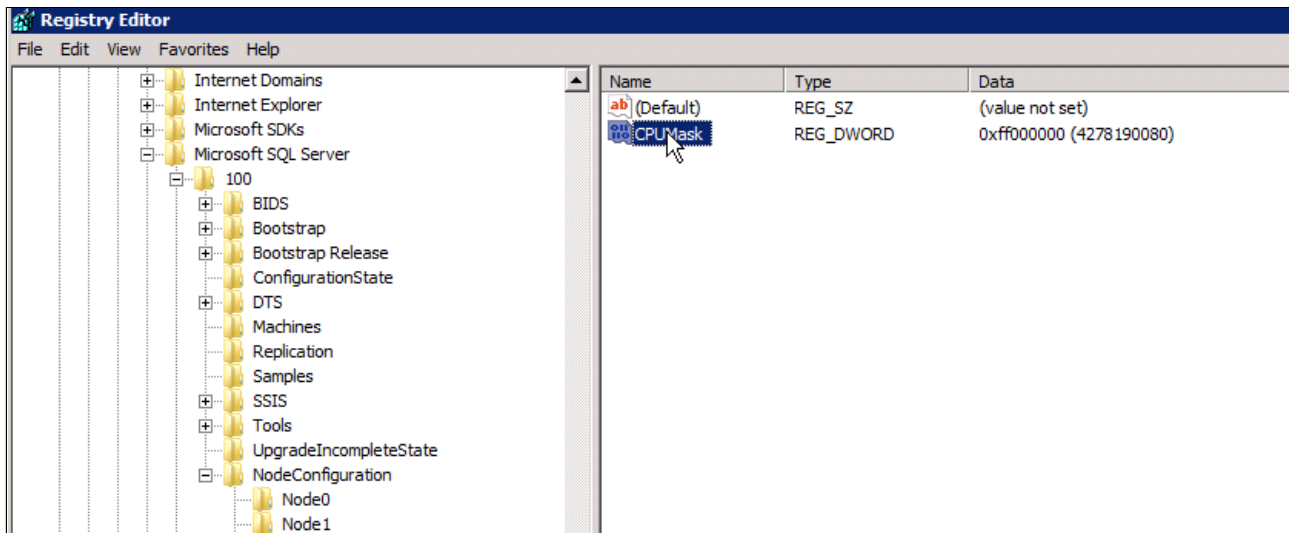 Registry Editor
File Edit View Favorites Help
Internet Domains
Internet Explorer
Microsoft SDKs
Microsoft SQL Server
100
BIDS
Bootstrap
Bootstrap Release
ConfigurationState
DTS
Machines
Replication
Samples
SSIS
Tools
UpgradeIncompleteState
NodeConfiguration
Node0
Node1
Name Type Data
(Default) REG_SZ (value not set)
CPUMask REG_DWORD 0xff000000 (4278190080)